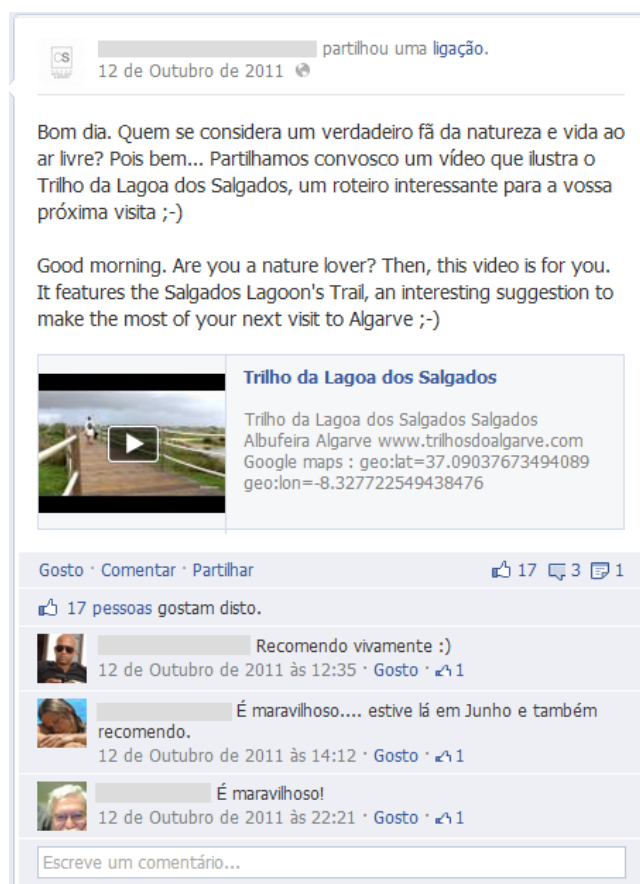 CS
partilhou uma ligação.
12 de Outubro de 2011
Bom dia. Quem se considera um verdadeiro fã da natureza e vida ao
ar livre? Pois bem... Partilhamos convosco um vídeo que ilustra o
Trilho da Lagoa dos Salgados, um roteiro interessante para a vossa
próxima visita ;-)
Good morning. Are you a nature lover? Then, this video is for you.
It features the Salgados Lagoon's Trail, an interesting suggestion to
make the most of your next visit to Algarve ;-)
Trilho da Lagoa dos Salgados
Trilho da Lagoa dos Salgados Salgados
Albufeira Algarve www.trilhosdoalgarve.com
Google maps : geo:lat=37.09037673494089
geo:lon=-8.327722549438476
Gosto · Comentar · Partilhar 17 3 1
17 pessoas gostam disto.
Recomendo vivamente :)
12 de Outubro de 2011 às 12:35 · Gosto · 1
É maravilhoso.... estive lá em Junho e também
recomendo.
12 de Outubro de 2011 às 14:12 · Gosto · 1
É maravilhoso!
12 de Outubro de 2011 às 22:21 · Gosto · 1
Escreve um comentário...